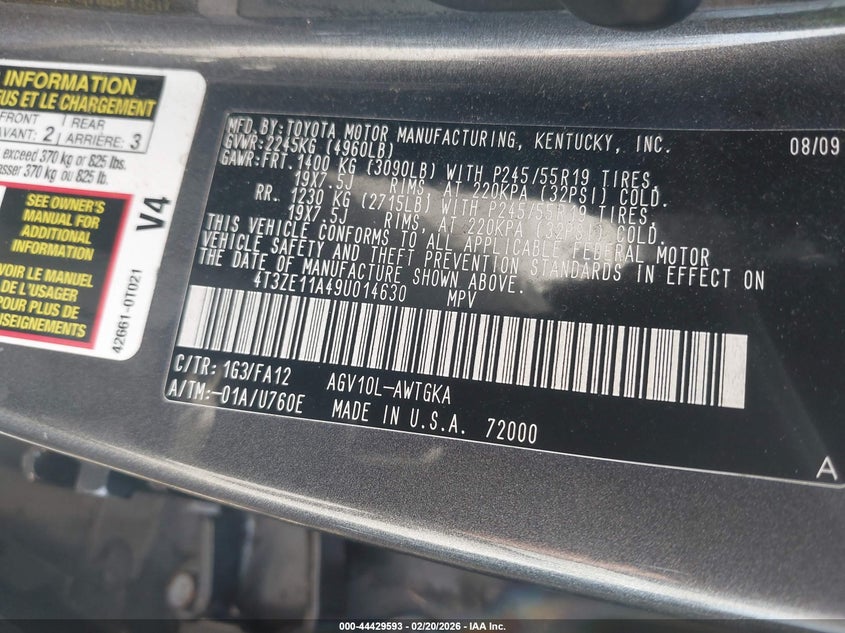 INFORMATION
US ET LE CHARGEMENT
FRONT
AVANT: 2
REAR
ARRIÈRE: 3
exceed 370 kg or 825 lbs.
passer 370 kg ou 825 lb.
SEE OWNER'S
MANUAL FOR
ADDITIONAL
INFORMATION
VOIR LE MANUEL
DE L'USAGER
POUR PLUS DE
RENSEIGNEMENTS
V4
42661-0T021
MFD. BY: TOYOTA MOTOR MANUFACTURING, KENTUCKY, INC. 08/09
GVWR: 2245KG (4960LB)
GAWR: FRT. 1400 KG (3090LB) WITH P245/55R19 TIRES,
19X7.5J RIMS, AT 220KPA (32PSI) COLD.
RR. 1230 KG (2715LB) WITH P245/55R19 TIRES,
19X7.5J RIMS, AT 220KPA COLD.
THIS VEHICLE CONFORMS TO ALL APPLICABLE FEDERAL MOTOR
VEHICLE SAFETY AND THEFT PREVENTION STANDARDS IN EFFECT ON
THE DATE OF MANUFACTURE SHOWN ABOVE.
4T3ZE11A49U014630 MPV
C/TR: 1G3/FA12 AGV10L-AWTGKA
A/TM:-01A/U760E MADE IN U.S.A. 72000
A
000-44429593 - 02/20/2026 - IAA Inc.